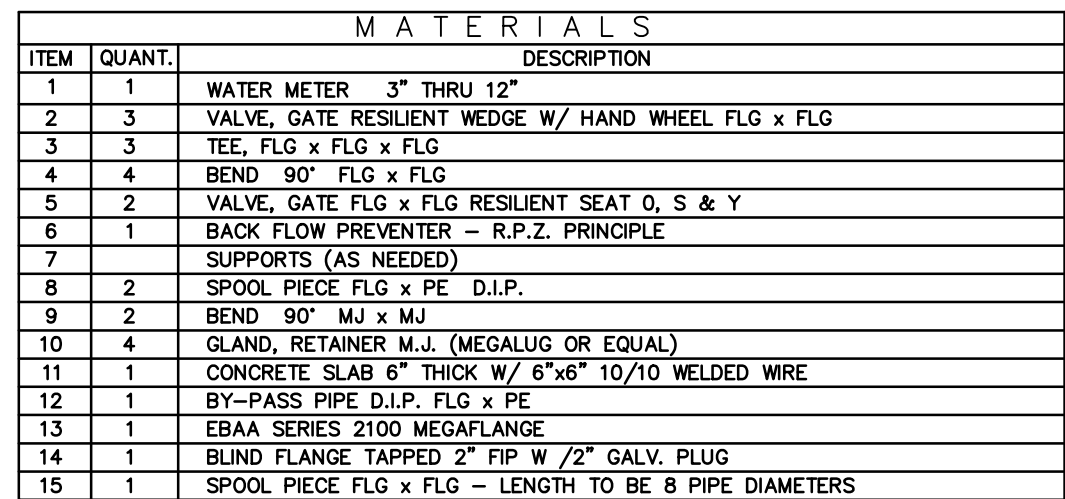 MATERIALS
ITEM QUANT. DESCRIPTION
1 1 WATER METER 3" THRU 12"
2 3 VALVE, GATE RESILIENT WEDGE W/ HAND WHEEL FLG x FLG
3 3 TEE, FLG x FLG x FLG
4 4 BEND 90° FLG x FLG
5 2 VALVE, GATE FLG x FLG RESILIENT SEAT O, S & Y
6 1 BACK FLOW PREVENTER – R.P.Z. PRINCIPLE
7 SUPPORTS (AS NEEDED)
8 2 SPOOL PIECE FLG x PE D.I.P.
9 2 BEND 90° MJ x MJ
10 4 GLAND, RETAINER M.J. (MEGALUG OR EQUAL)
11 1 CONCRETE SLAB 6" THICK W/ 6"x6" 10/10 WELDED WIRE
12 1 BY–PASS PIPE D.I.P. FLG x PE
13 1 EBAA SERIES 2100 MEGAFLANGE
14 1 BLIND FLANGE TAPPED 2" FIP W /2" GALV. PLUG
15 1 SPOOL PIECE FLG x FLG – LENGTH TO BE 8 PIPE DIAMETERS